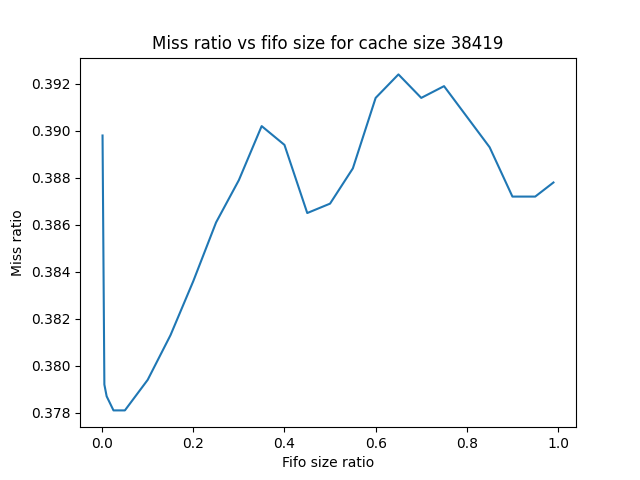 Miss ratio vs fifo size for cache size 38419
0.392
0.390
0.388
0.386
0.384
0.382
0.380
0.378
Miss ratio
0.0 0.2 0.4 0.6 0.8 1.0
Fifo size ratio